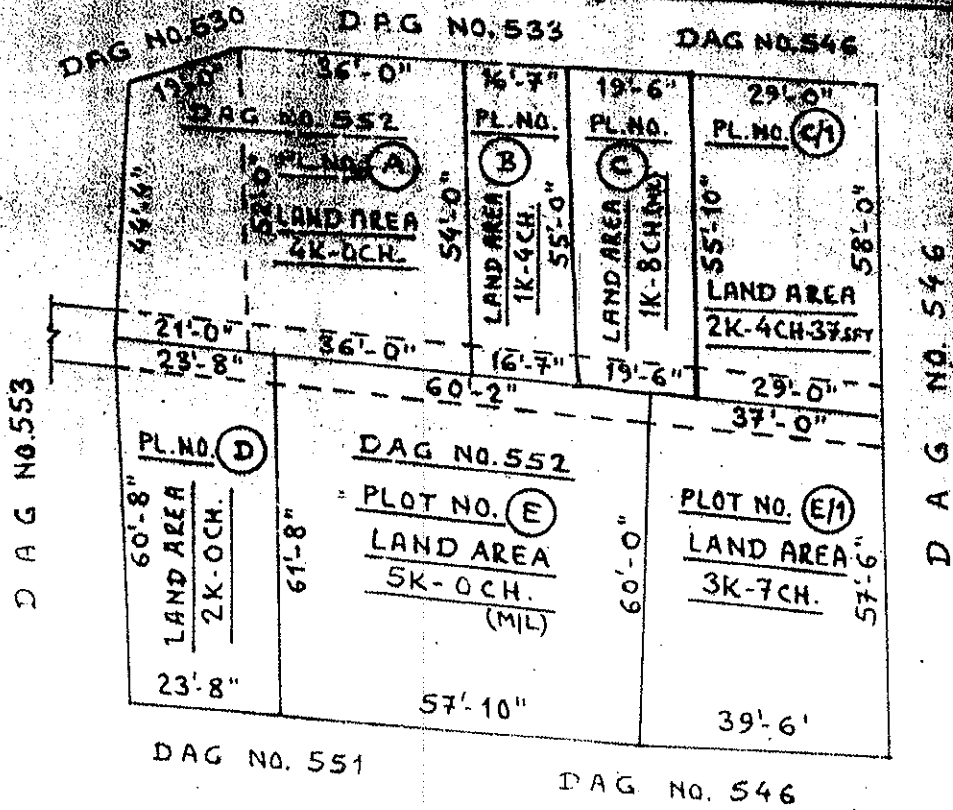 DAG NO. 530
DAG NO. 533
DAG NO. 546
19'-0"
36'-0"
16'-7"
19'-6"
29'-0"
DAG NO. 552
PL. NO. A
LAND AREA
4K-0CH.
44'-4"
52'-0"
54'-0"
PL. NO.
B
LAND AREA
1K-4CH.
55'-0"
PL. NO.
C
LAND AREA
1K-8CH.
55'-10"
PL. NO. C/1
LAND AREA
2K-4CH-37SFT
58'-0"
DAG NO. 546
21'-0"
36'-0"
16'-7"
19'-6"
29'-0"
23'-8"
60'-2"
37'-0"
DAG NO. 553
PL. NO. D
60'-8"
LAND AREA
2K-0CH.
61'-8"
DAG NO. 552
PLOT NO. E
LAND AREA
5K-0CH.
(M|L)
60'-0"
PLOT NO. E/1
LAND AREA
3K-7CH.
57'-6"
23'-8"
57'-10"
39'-6'
DAG NO. 551
DAG NO. 546